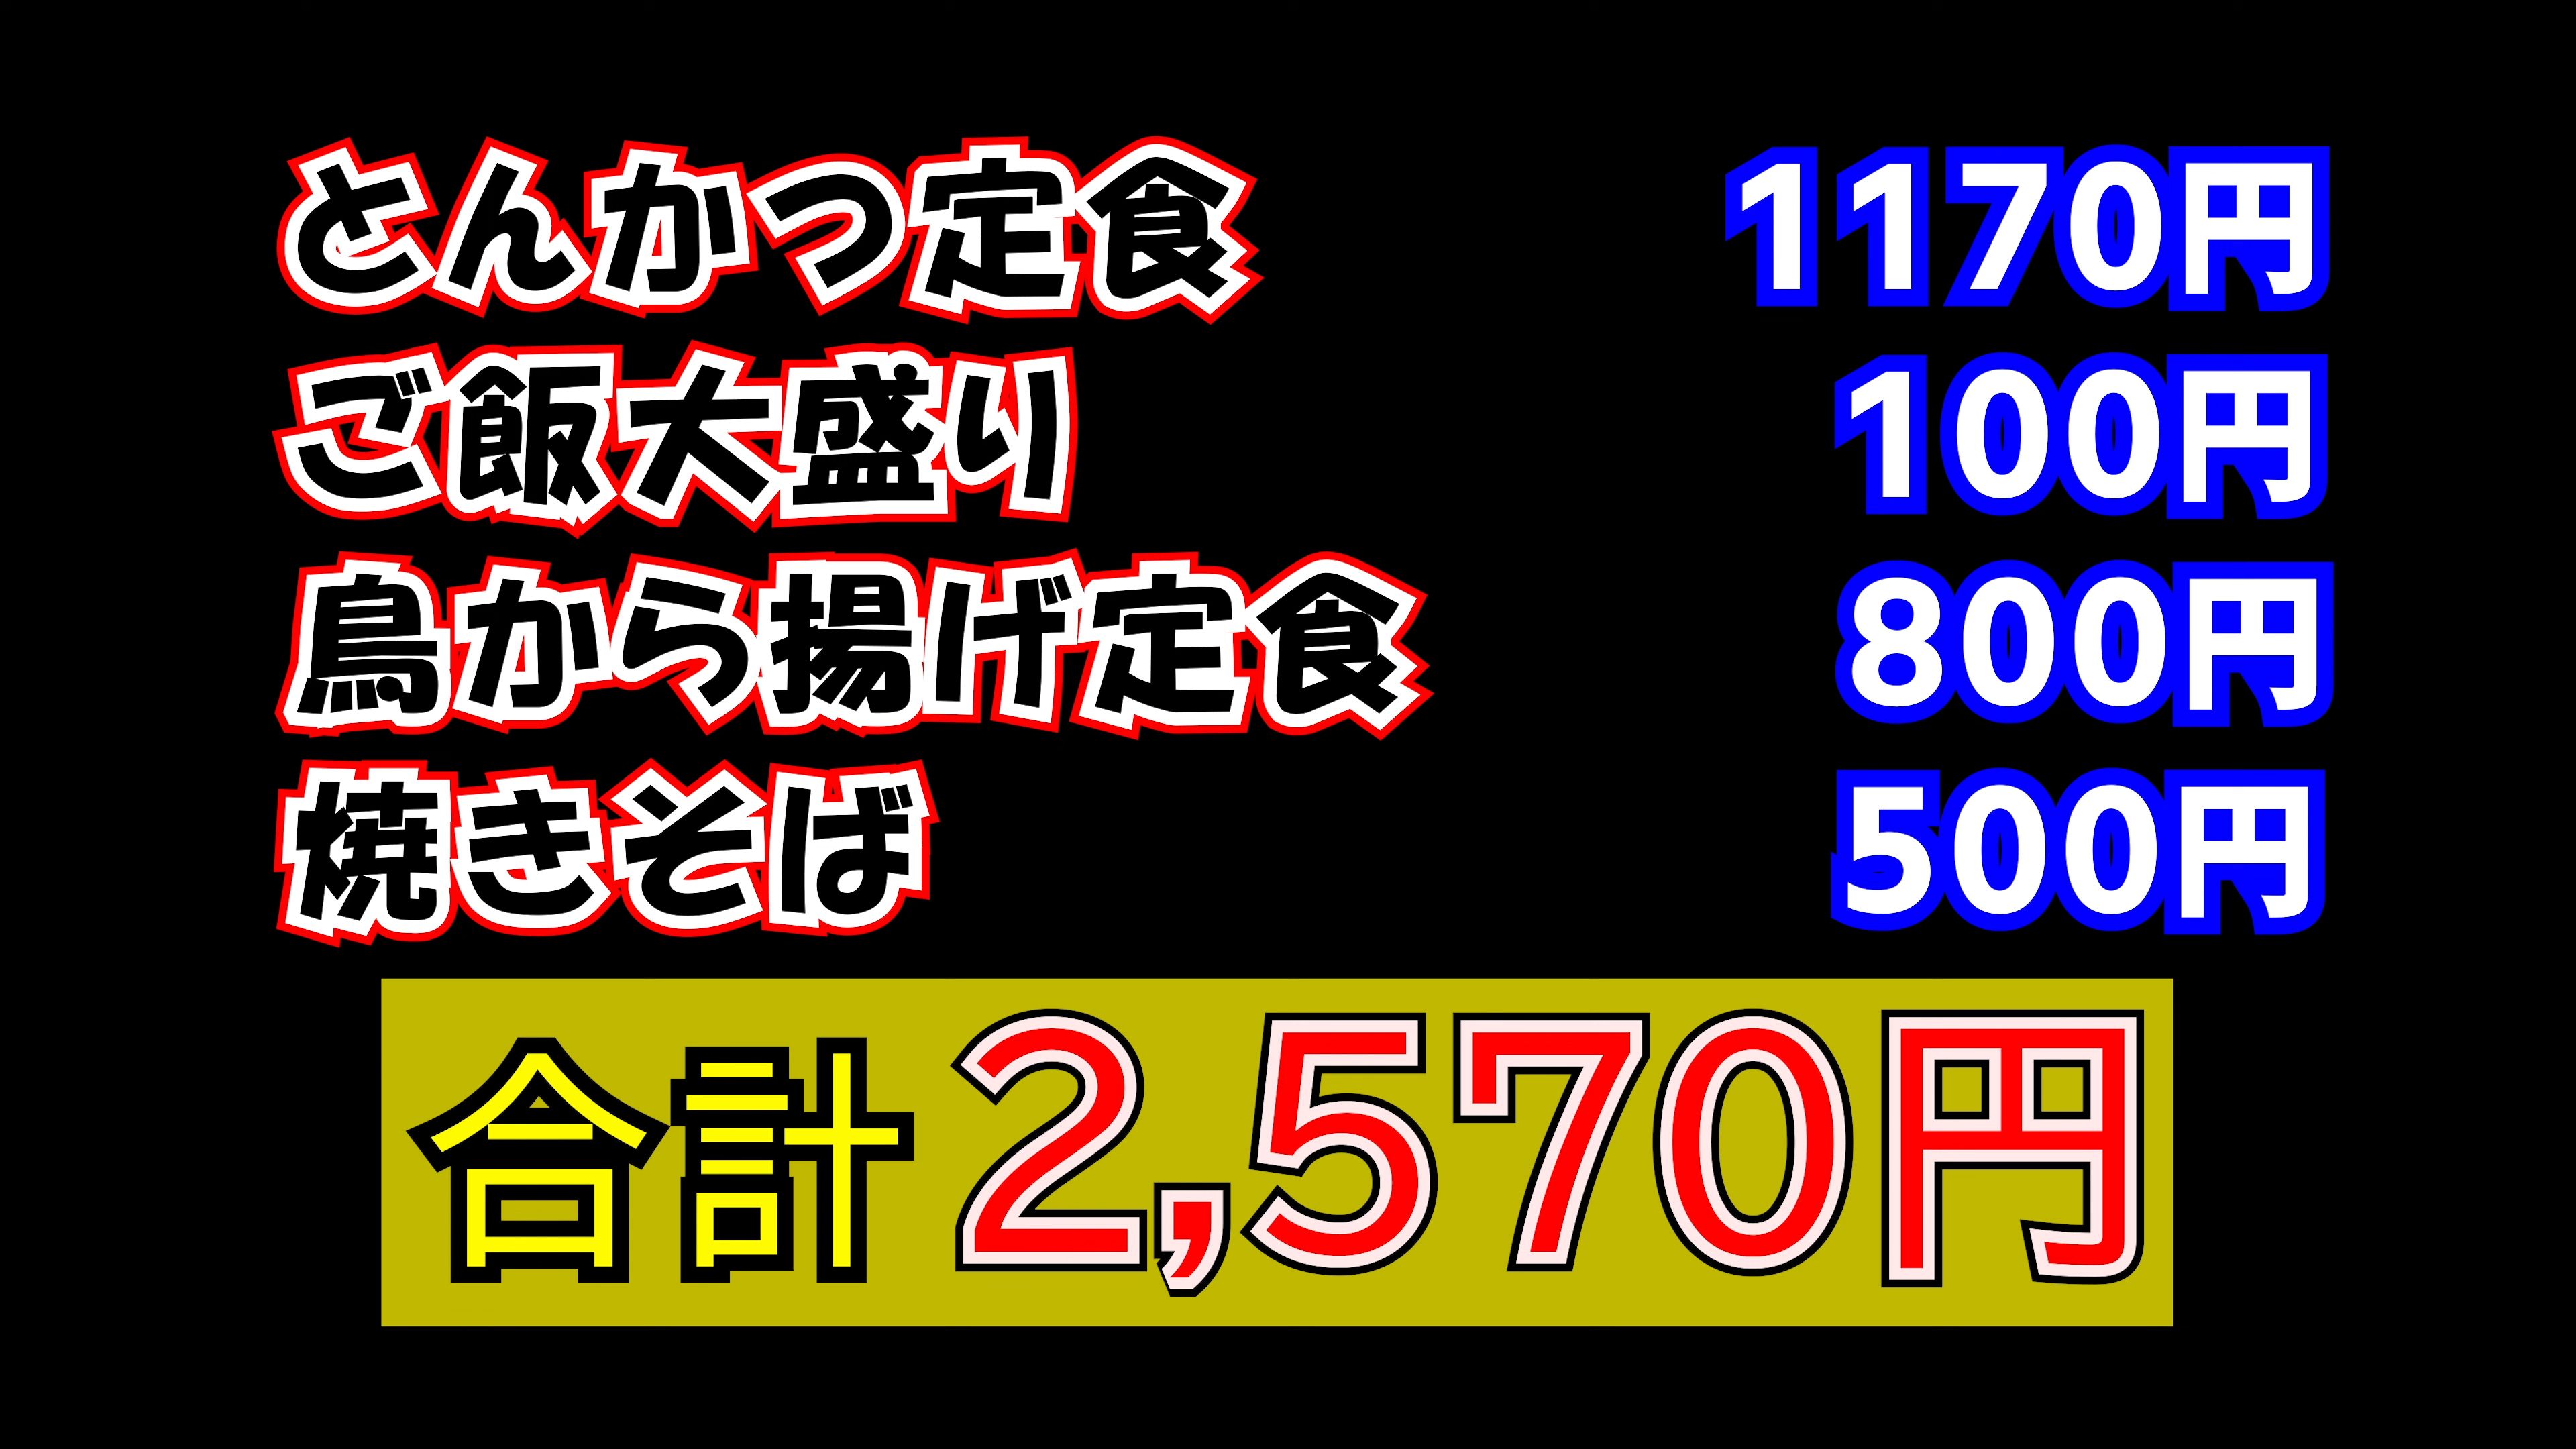 とんかつ定食 1170円
ご飯大盛り 100円
鳥から揚げ定食 800円
焼きそば 500円
合計2,570円